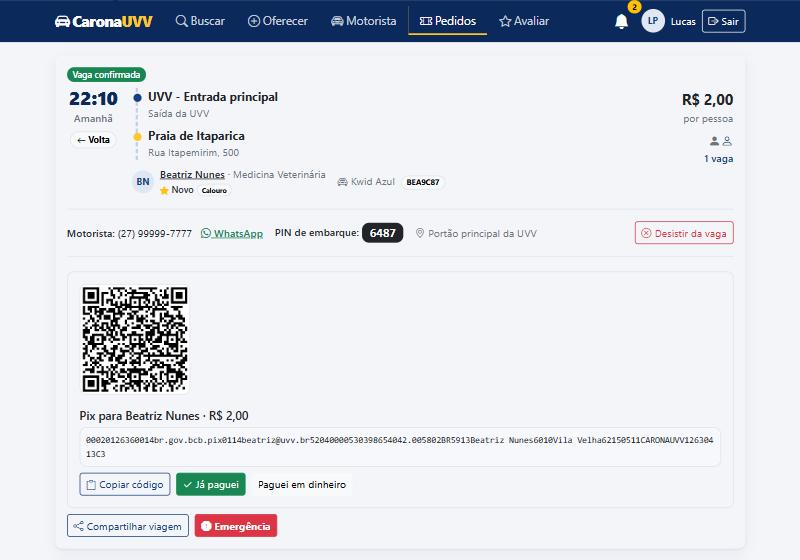 CaronaUVV Buscar Oferecer Motorista Pedidos Avaliar 2 LP Lucas Sair
Vaga confirmada
22:10
Amanhã
← Volta
UVV - Entrada principal
Saída da UVV
Praia de Itaparica
Rua Itapemirim, 500
R$ 2,00
por pessoa
1 vaga
BN Beatriz Nunes · Medicina Veterinária
Novo Calouro
Kwid Azul BEA9C87
Motorista: (27) 99999-7777 WhatsApp PIN de embarque: 6487 Portão principal da UVV Desistir da vaga
Pix para Beatriz Nunes · R$ 2,00
00020126360014br.gov.bcb.pix0114beatriz@uvv.br52040000530398654042.005802BR5913Beatriz Nunes6010Vila Velha62150511CARONAUVV126304
13C3
Copiar código Já paguei Paguei em dinheiro
Compartilhar viagem Emergência